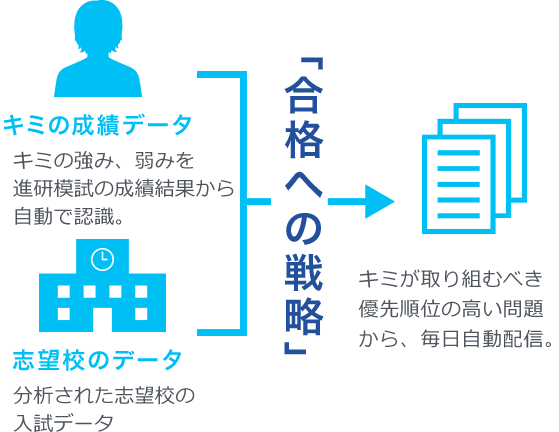 キミの成績データ
キミの強み、弱みを
進研模試の成績結果から
自動で認識。
志望校のデータ
分析された志望校の
入試データ
「合格への戦略」
キミが取り組むべき
優先順位の高い問題
から、毎日自動配信。